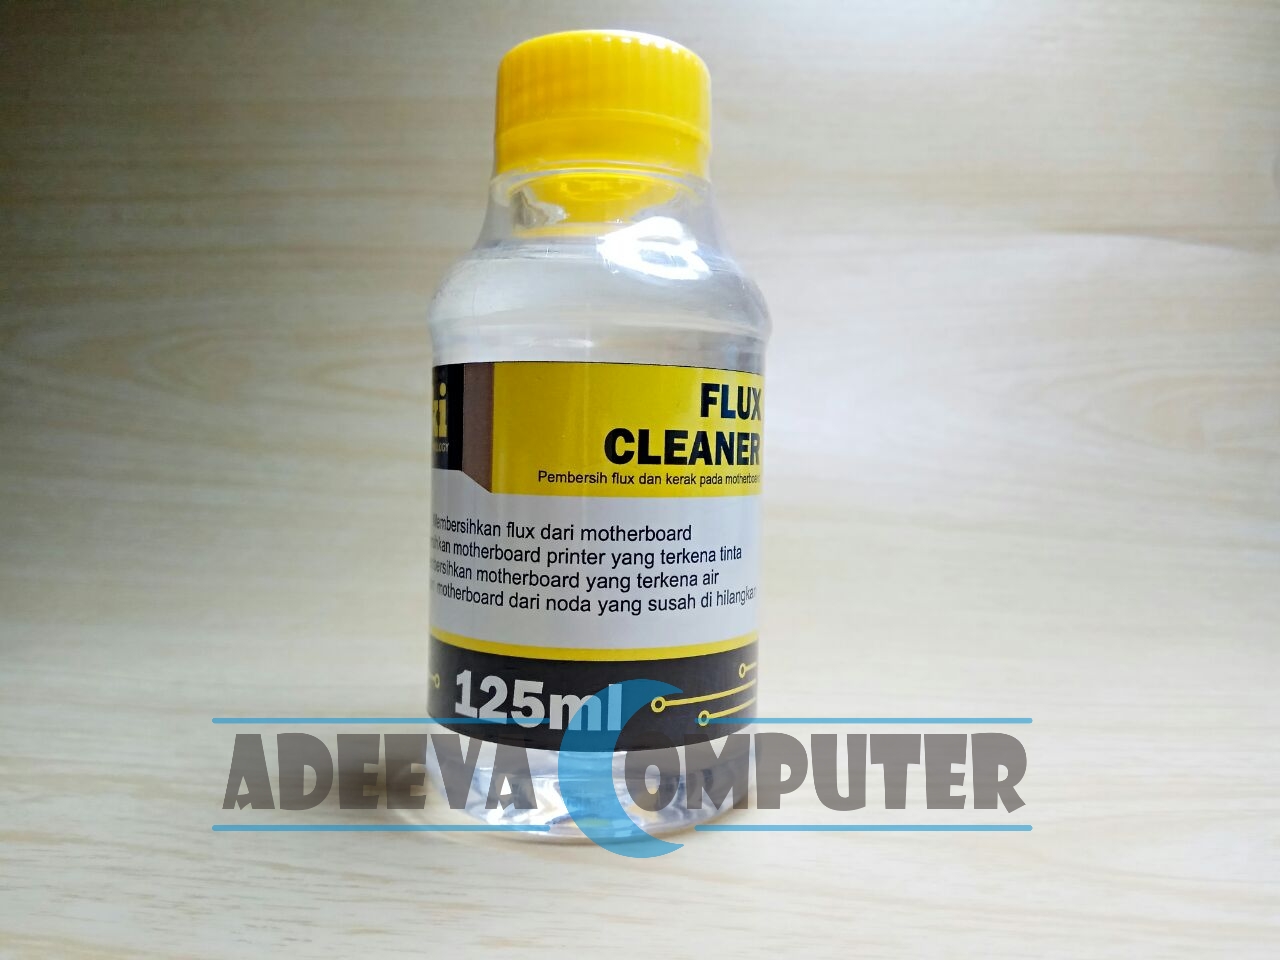 FLUX
CLEANER
Pembersih flux dan kerak pada motherboard
Membersihkan flux dari motherboard
motherboard printer yang terkena tinta
motherboard yang terkena air
motherboard dari noda yang susah di hilangkan
125ml
ADEEVA COMPUTER